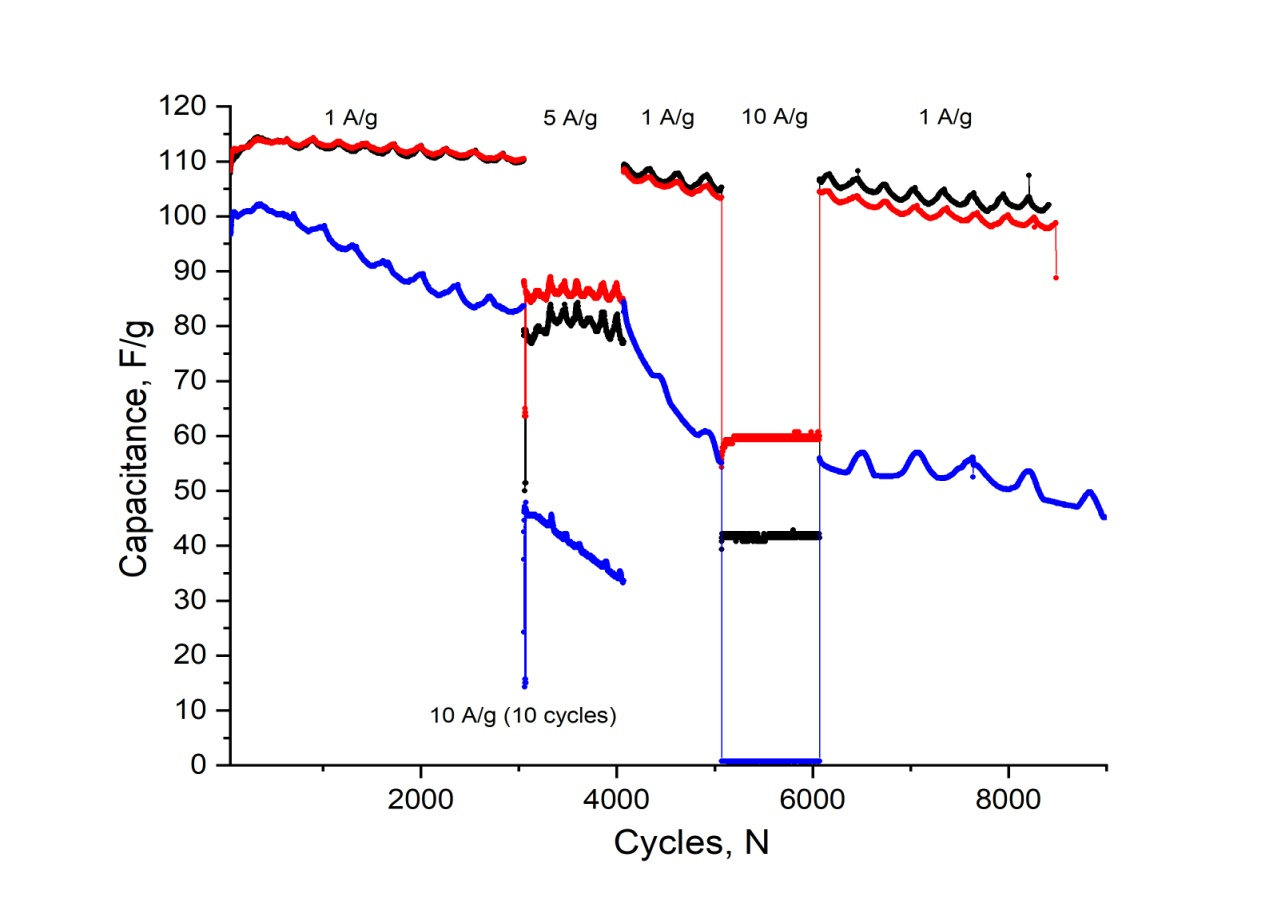 120
110
100
90
80
70
60
50
40
30
20
10
0
Capacitance, F/g
1 A/g
5 A/g
1 A/g
10 A/g
1 A/g
10 A/g (10 cycles)
2000
4000
6000
8000
Cycles, N